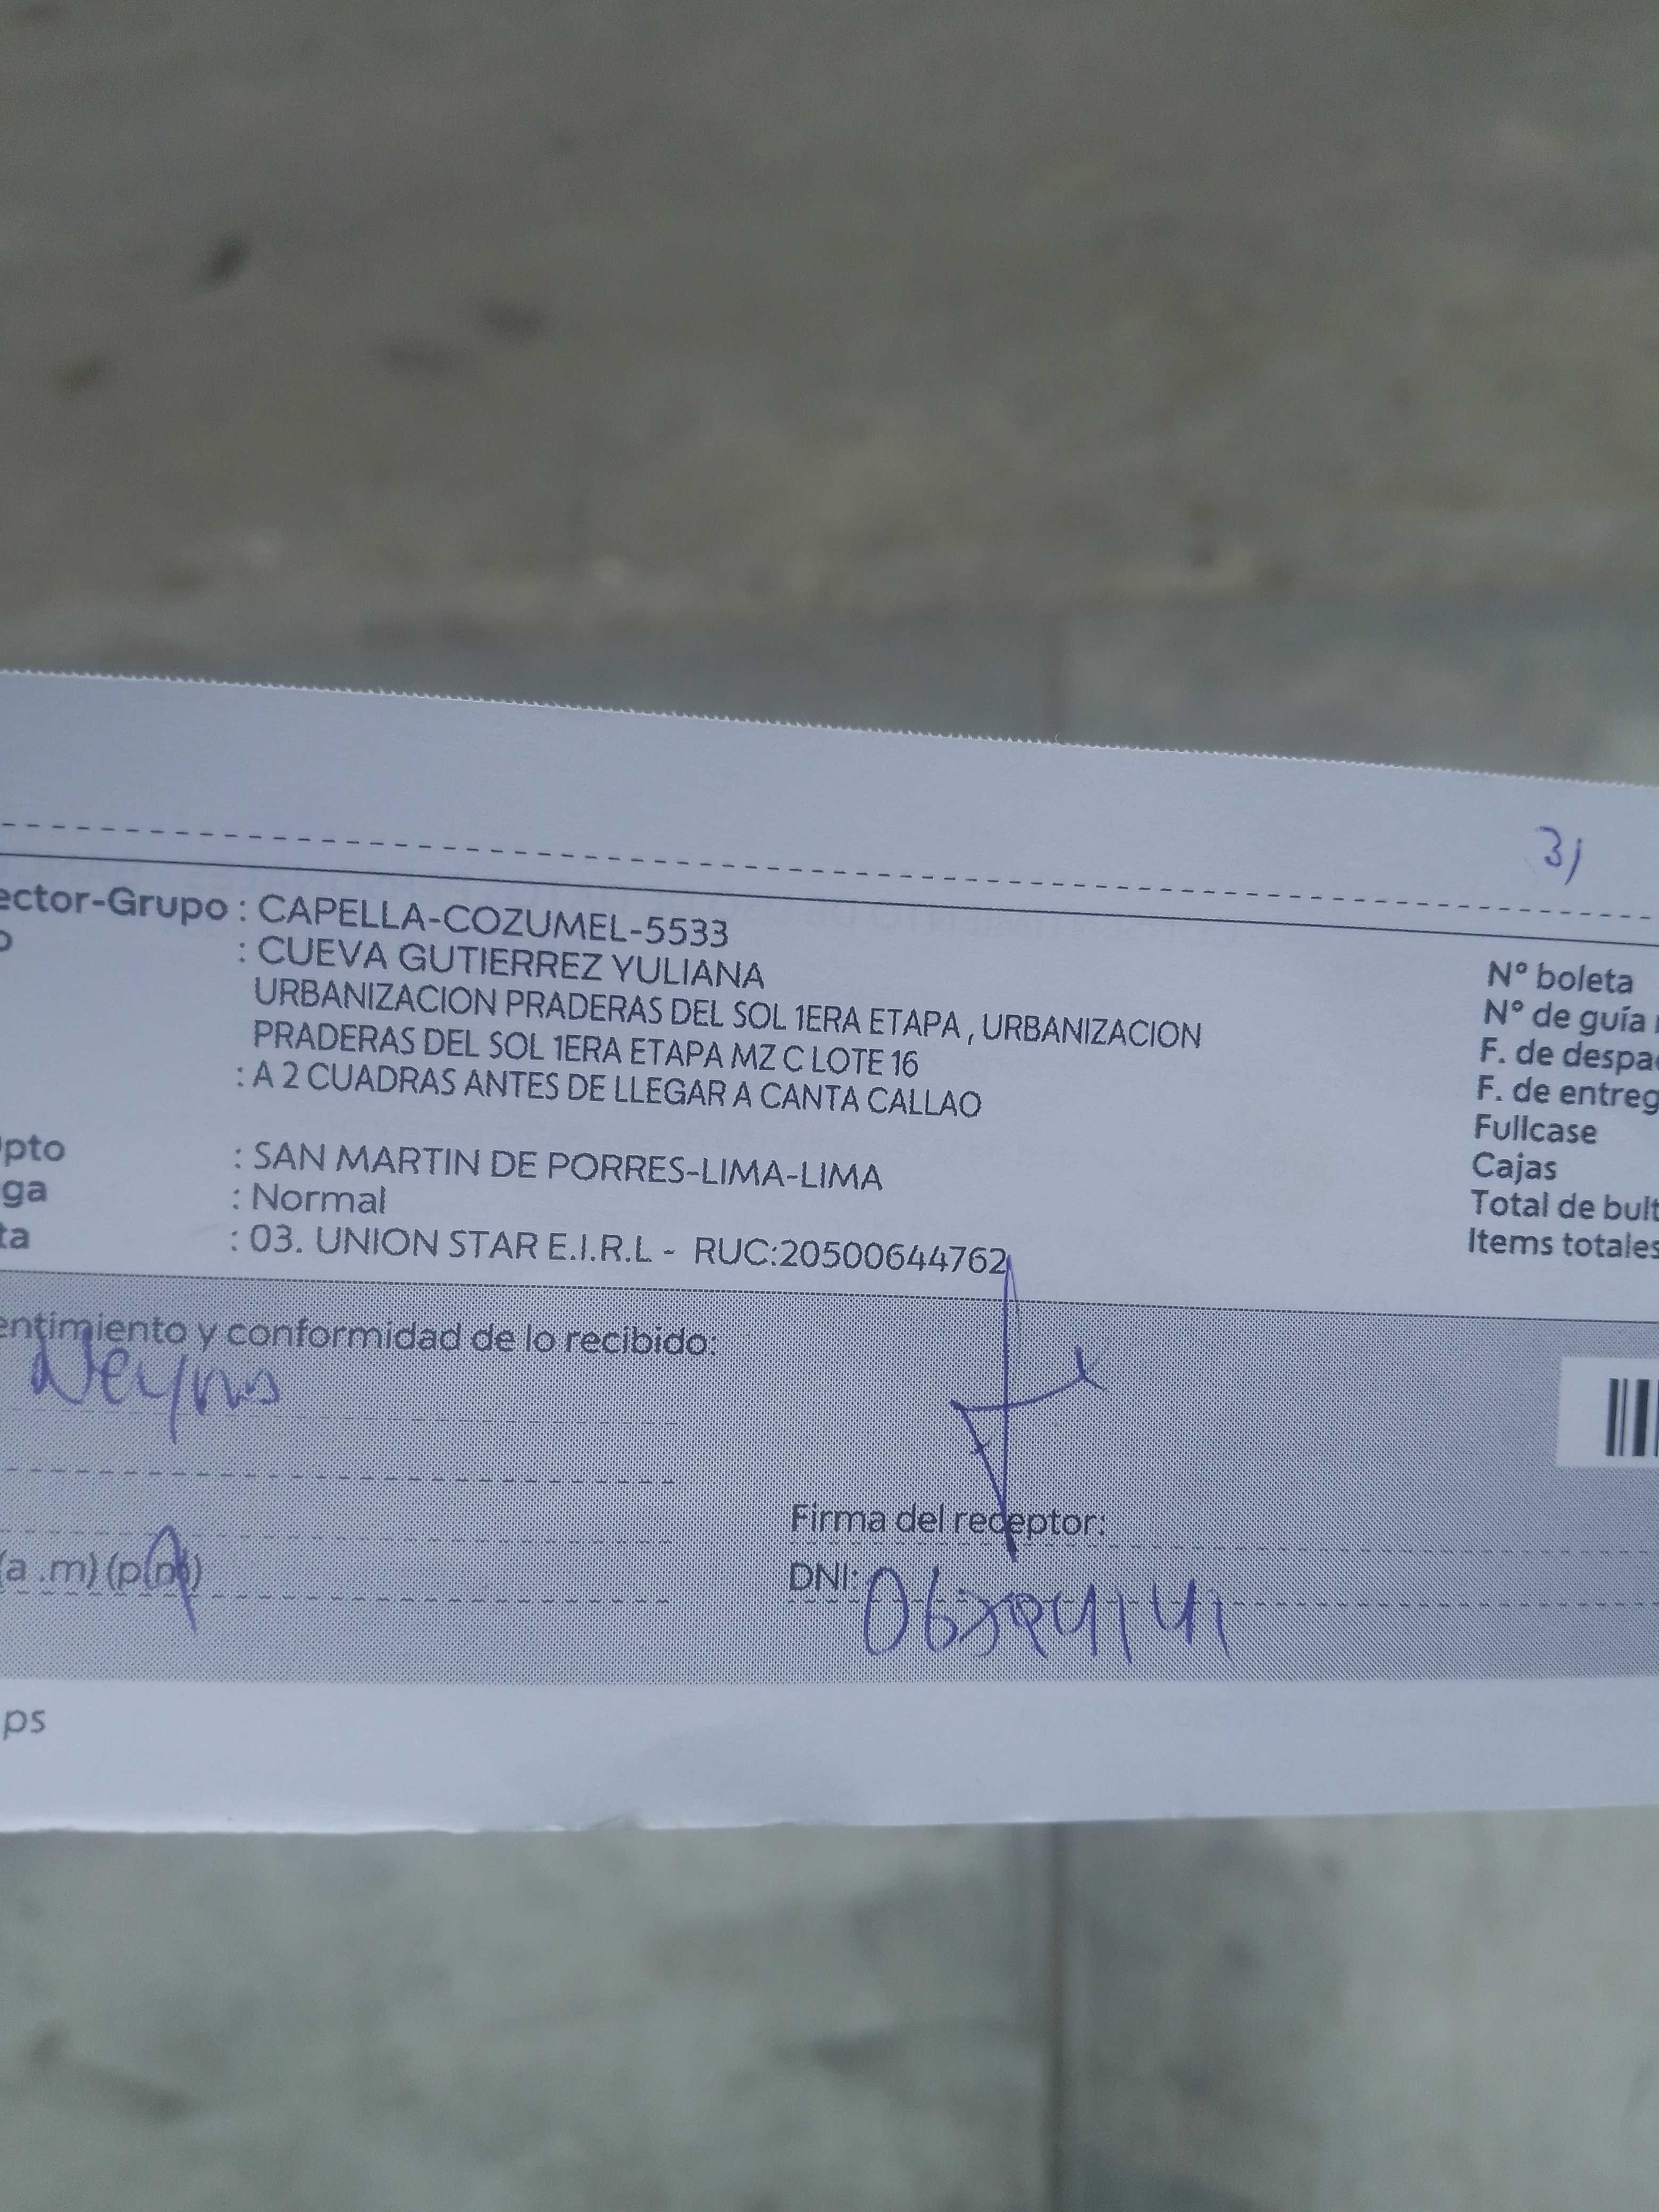 3)
ector-Grupo : CAPELLA-COZUMEL-5533
o : CUEVA GUTIERREZ YULIANA
URBANIZACION PRADERAS DEL SOL 1ERA ETAPA , URBANIZACION
PRADERAS DEL SOL 1ERA ETAPA MZ C LOTE 16
: A 2 CUADRAS ANTES DE LLEGAR A CANTA CALLAO
pto : SAN MARTIN DE PORRES-LIMA-LIMA
ga : Normal
ta : 03. UNION STAR E.I.R.L - RUC:20500644762
N° boleta
N° de guía
F. de despa
F. de entreg
Fullcase
Cajas
Total de bult
Items totales
entimiento y conformidad de lo recibido:
(a .m) (p.m)
Firma del receptor:
DNI:
ps